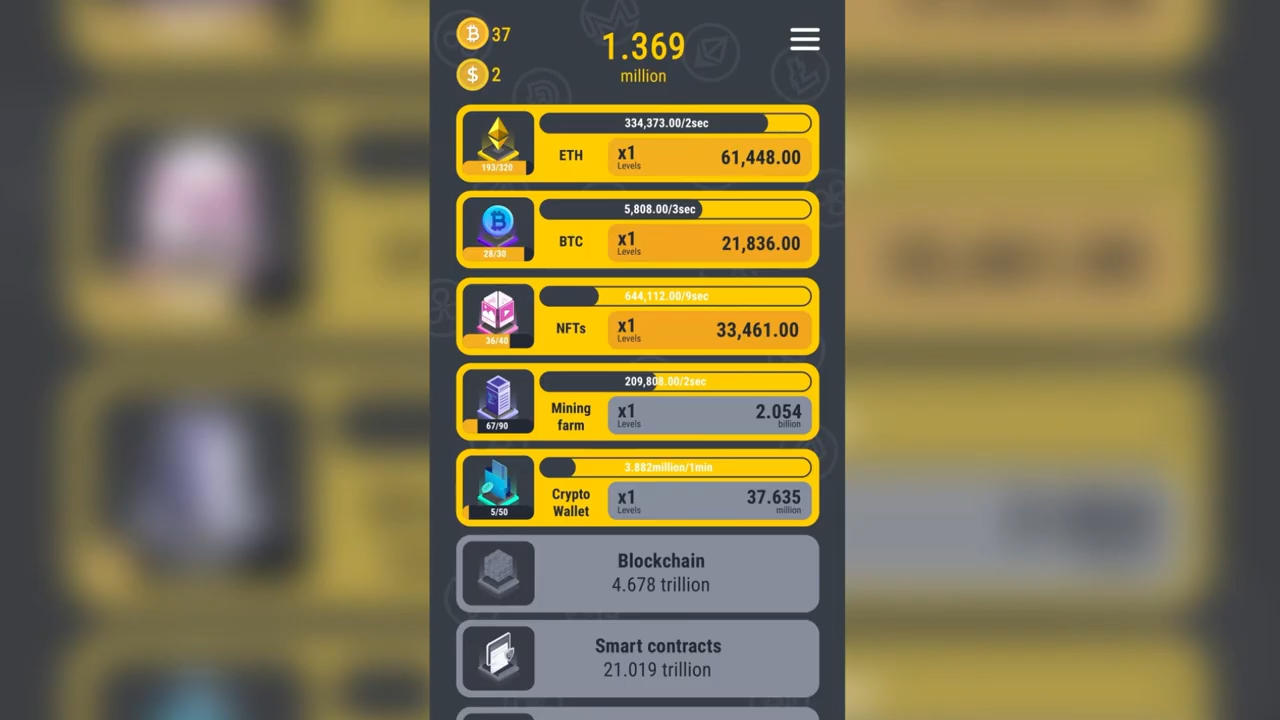 37
1.369
million
2
334,373.00/2sec
193/320
ETH
x1
Levels
61,448.00
5,808.00/3sec
28/30
BTC
x1
Levels
21,836.00
644,112.00/9sec
36/40
NFTs
x1
Levels
33,461.00
209,808.00/2sec
67/90
Mining
farm
x1
Levels
2.054
billion
3.882million/1min
5/50
Crypto
Wallet
x1
Levels
37.635
million
Blockchain
4.678 trillion
Smart contracts
21.019 trillion